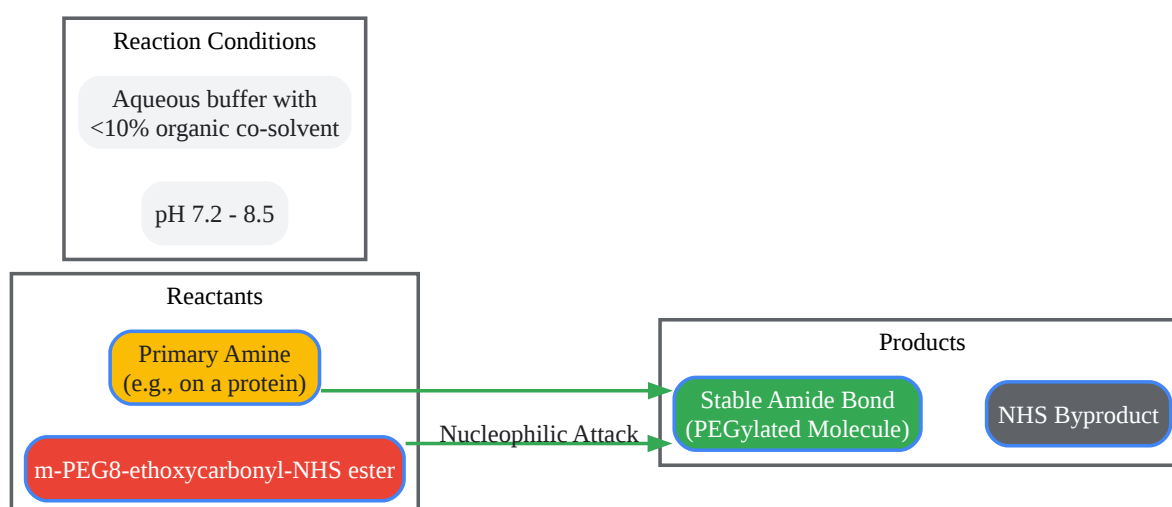 Reaction Conditions
Aqueous buffer with
<10% organic co-solvent
pH 7.2 - 8.5
Reactants
Primary Amine
(e.g., on a protein)
m-PEG8-ethoxycarbonyl-NHS ester
Nucleophilic Attack
Products
Stable Amide Bond
(PEGylated Molecule)
NHS Byproduct